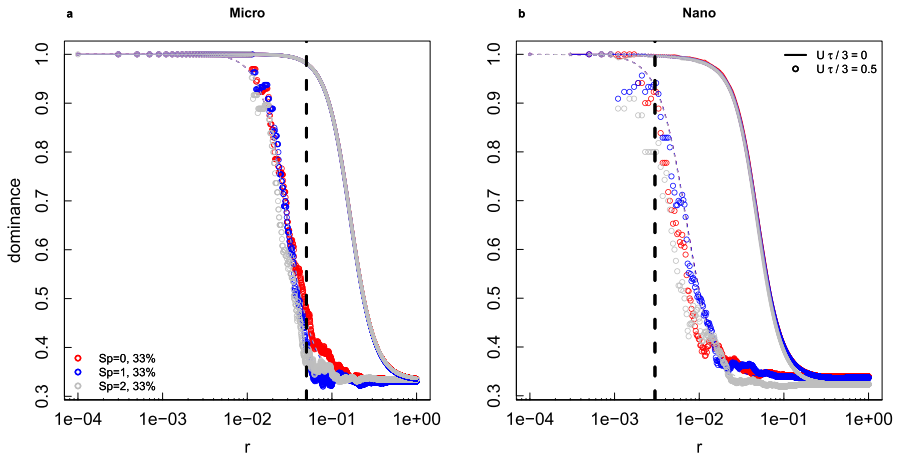 a Micro
dominance
1.0
0.9
0.8
0.7
0.6
0.5
0.4
0.3
Sp=0, 33%
Sp=1, 33%
Sp=2, 33%
1e−04 1e−03 1e−02 1e−01 1e+00
r
b Nano
1.0
0.9
0.8
0.7
0.6
0.5
0.4
0.3
U τ / 3 = 0
U τ / 3 = 0.5
1e−04 1e−03 1e−02 1e−01 1e+00
r